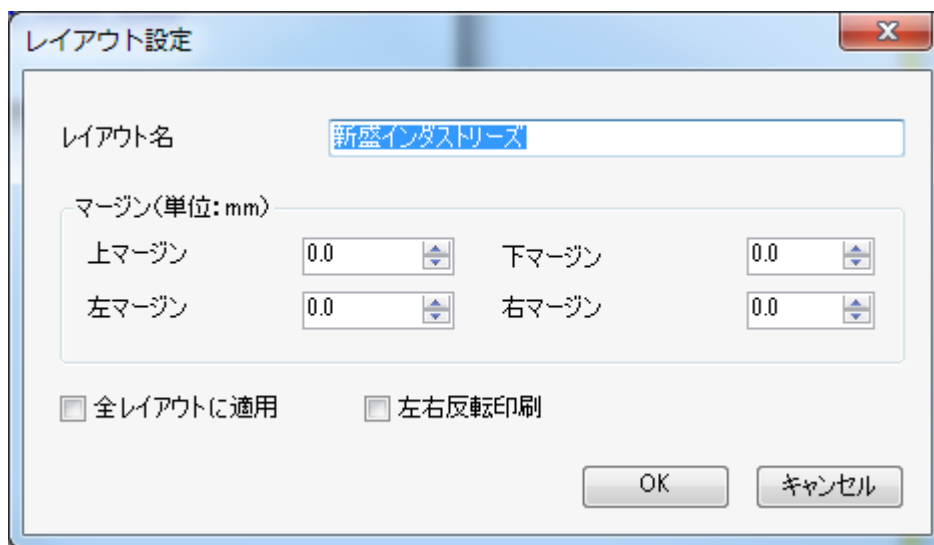 レイアウト設定
レイアウト名 新盛インダストリーズ
マージン(単位:mm)
上マージン 0.0 下マージン 0.0
左マージン 0.0 右マージン 0.0
全レイアウトに適用 左右反転印刷
OK キャンセル